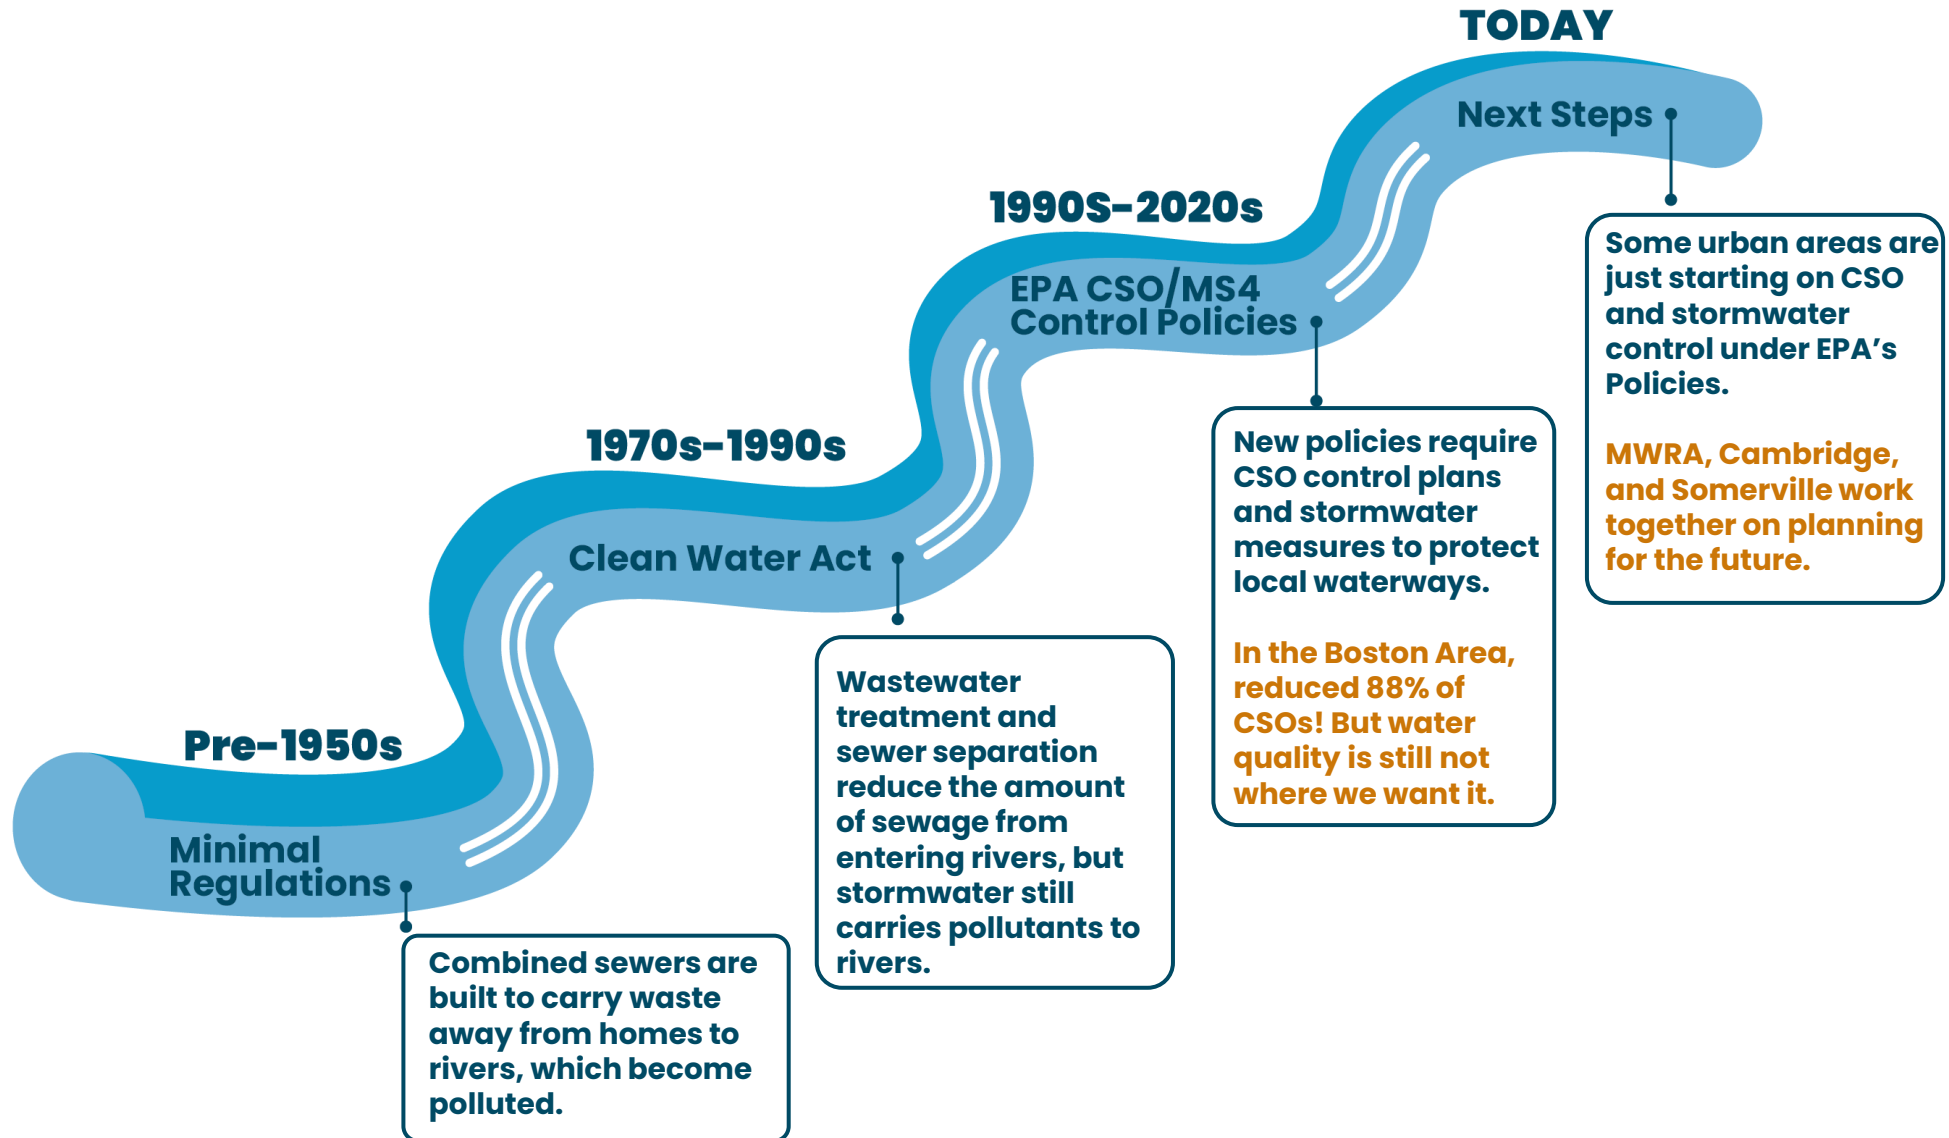 Pre-1950s
Minimal
Regulations
Combined sewers are
built to carry waste
away from homes to
rivers, which become
polluted.
1970s-1990s
Clean Water Act
Wastewater
treatment and
sewer separation
reduce the amount
of sewage from
entering rivers, but
stormwater still
carries pollutants to
rivers.
1990S-2020s
EPA CSO/MS4
Control Policies
New policies require
CSO control plans
and stormwater
measures to protect
local waterways.
In the Boston Area,
reduced 88% of
CSOs! But water
quality is still not
where we want it.
TODAY
Next Steps
Some urban areas are
just starting on CSO
and stormwater
control under EPA’s
Policies.
MWRA, Cambridge,
and Somerville work
together on planning
for the future.